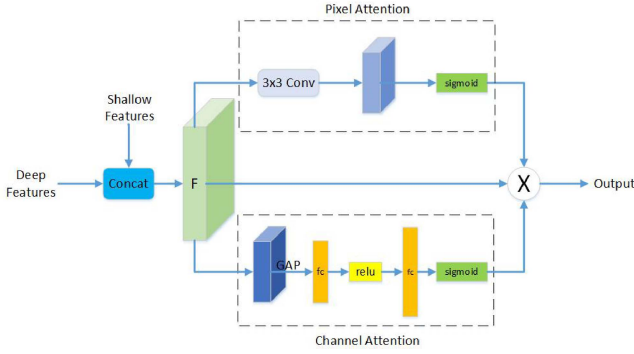 Pixel Attention
3x3 Conv
sigmoid
Shallow
Features
Deep
Features
Concat
F
X
Output
GAP
fc
relu
fc
sigmoid
Channel Attention